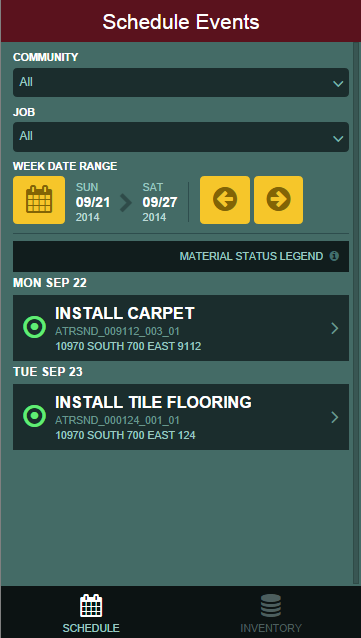 Schedule Events
COMMUNITY
All
JOB
All
WEEK DATE RANGE
SUN SAT
09/21 09/27
2014 2014
MATERIAL STATUS LEGEND
MON SEP 22
INSTALL CARPET
ATRSND_009112_003_01
10970 SOUTH 700 EAST 9112
TUE SEP 23
INSTALL TILE FLOORING
ATRSND_000124_001_01
10970 SOUTH 700 EAST 124
SCHEDULE INVENTORY